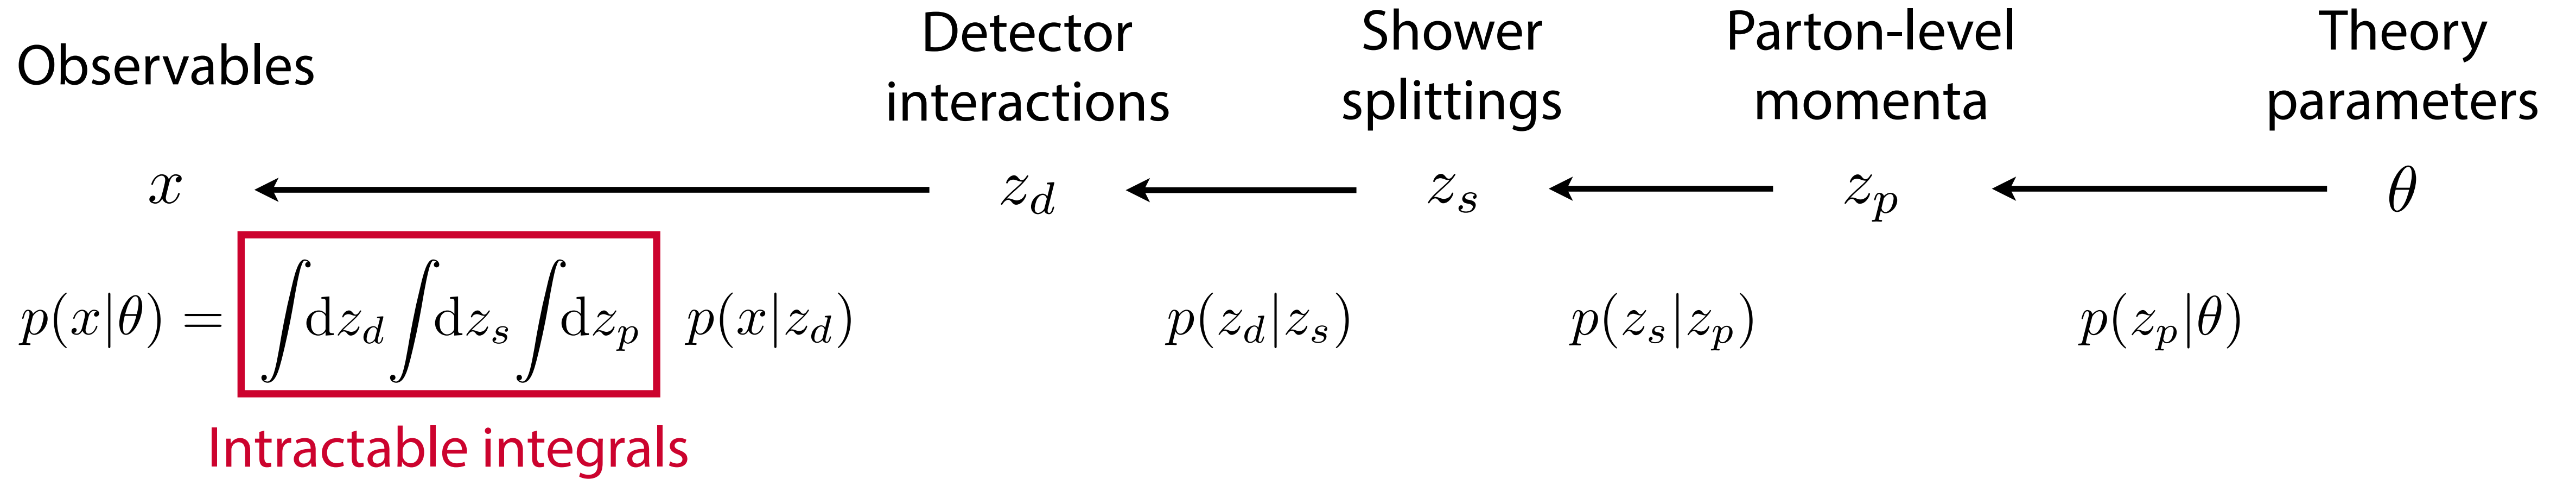 Observables
Detector
interactions
Shower
splittings
Parton-level
momenta
Theory
parameters
x ← z_d ← z_s ← z_p ← θ
p(x|θ) = ∫dz_d ∫dz_s ∫dz_p p(x|z_d) p(z_d|z_s) p(z_s|z_p) p(z_p|θ)
Intractable integrals